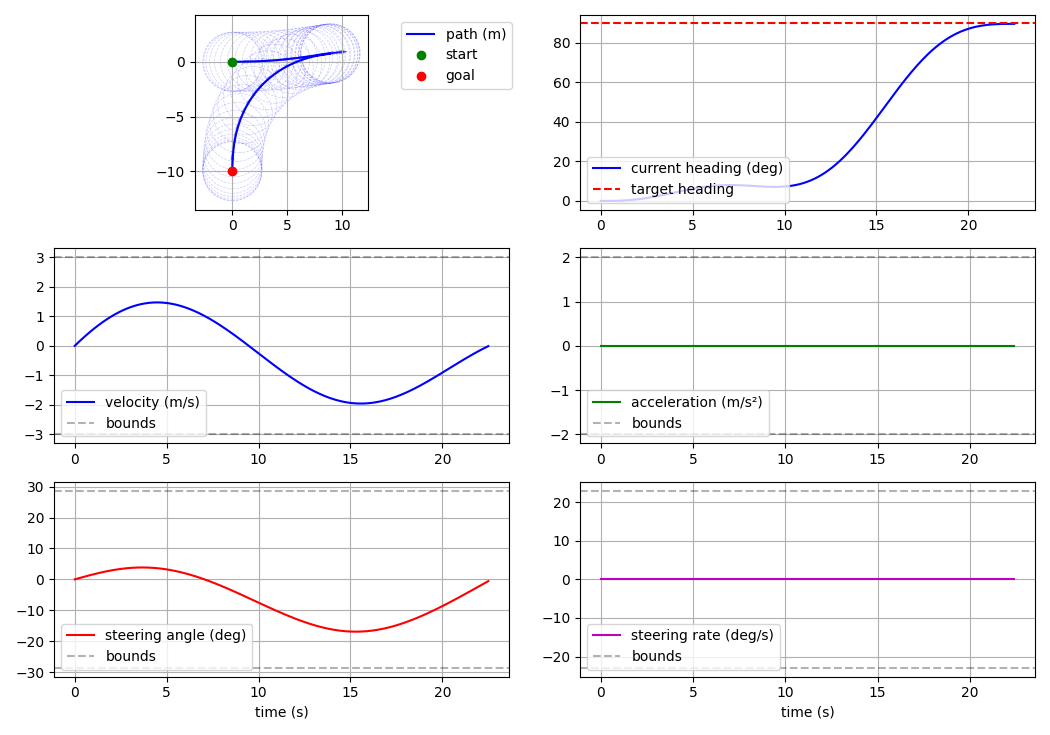 0
−5
−10
0 5 10
path (m)
start
goal
80
60
40
20
0
0 5 10 15 20
current heading (deg)
target heading
3
2
1
0
−1
−2
−3
0 5 10 15 20
velocity (m/s)
bounds
2
1
0
−1
−2
0 5 10 15 20
acceleration (m/s²)
bounds
30
20
10
0
−10
−20
−30
0 5 10 15 20
steering angle (deg)
bounds
time (s)
20
10
0
−10
−20
0 5 10 15 20
steering rate (deg/s)
bounds
time (s)